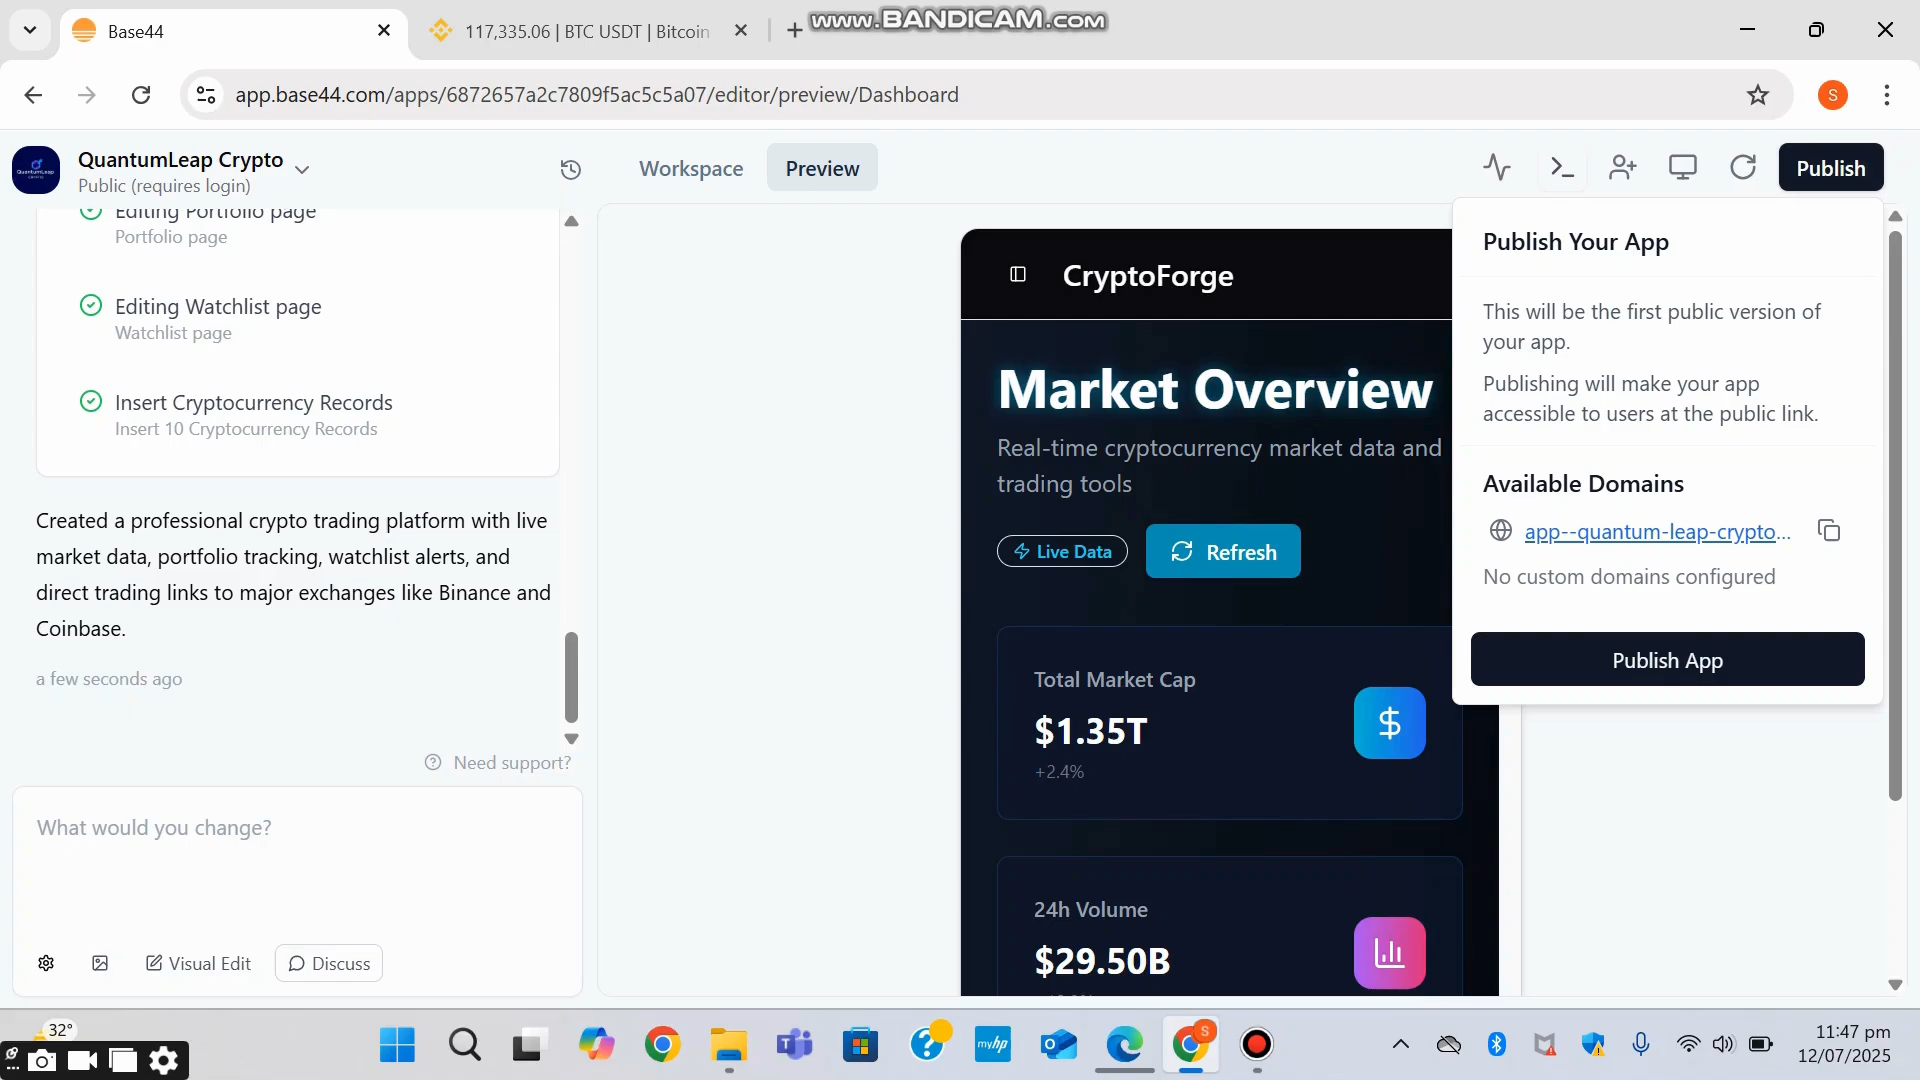 www.BANDICAM.com
Base44
117,335.06 | BTC USDT | Bitcoin
app.base44.com/apps/6872657a2c7809f5ac5c5a07/editor/preview/Dashboard
S
QuantumLeap Crypto
Public (requires login)
Workspace
Preview
Publish
Editing Portfolio page
Portfolio page
Editing Watchlist page
Watchlist page
Insert Cryptocurrency Records
Insert 10 Cryptocurrency Records
Created a professional crypto trading platform with live
market data, portfolio tracking, watchlist alerts, and
direct trading links to major exchanges like Binance and
Coinbase.
a few seconds ago
Need support?
What would you change?
Visual Edit
Discuss
CryptoForge
Market Overview
Real-time cryptocurrency market data and
trading tools
Live Data
Refresh
Total Market Cap
$1.35T
+2.4%
24h Volume
$29.50B
Publish Your App
This will be the first public version of
your app.
Publishing will make your app
accessible to users at the public link.
Available Domains
app--quantum-leap-crypto...
No custom domains configured
Publish App
32°
myhp
S
11:47 pm
12/07/2025